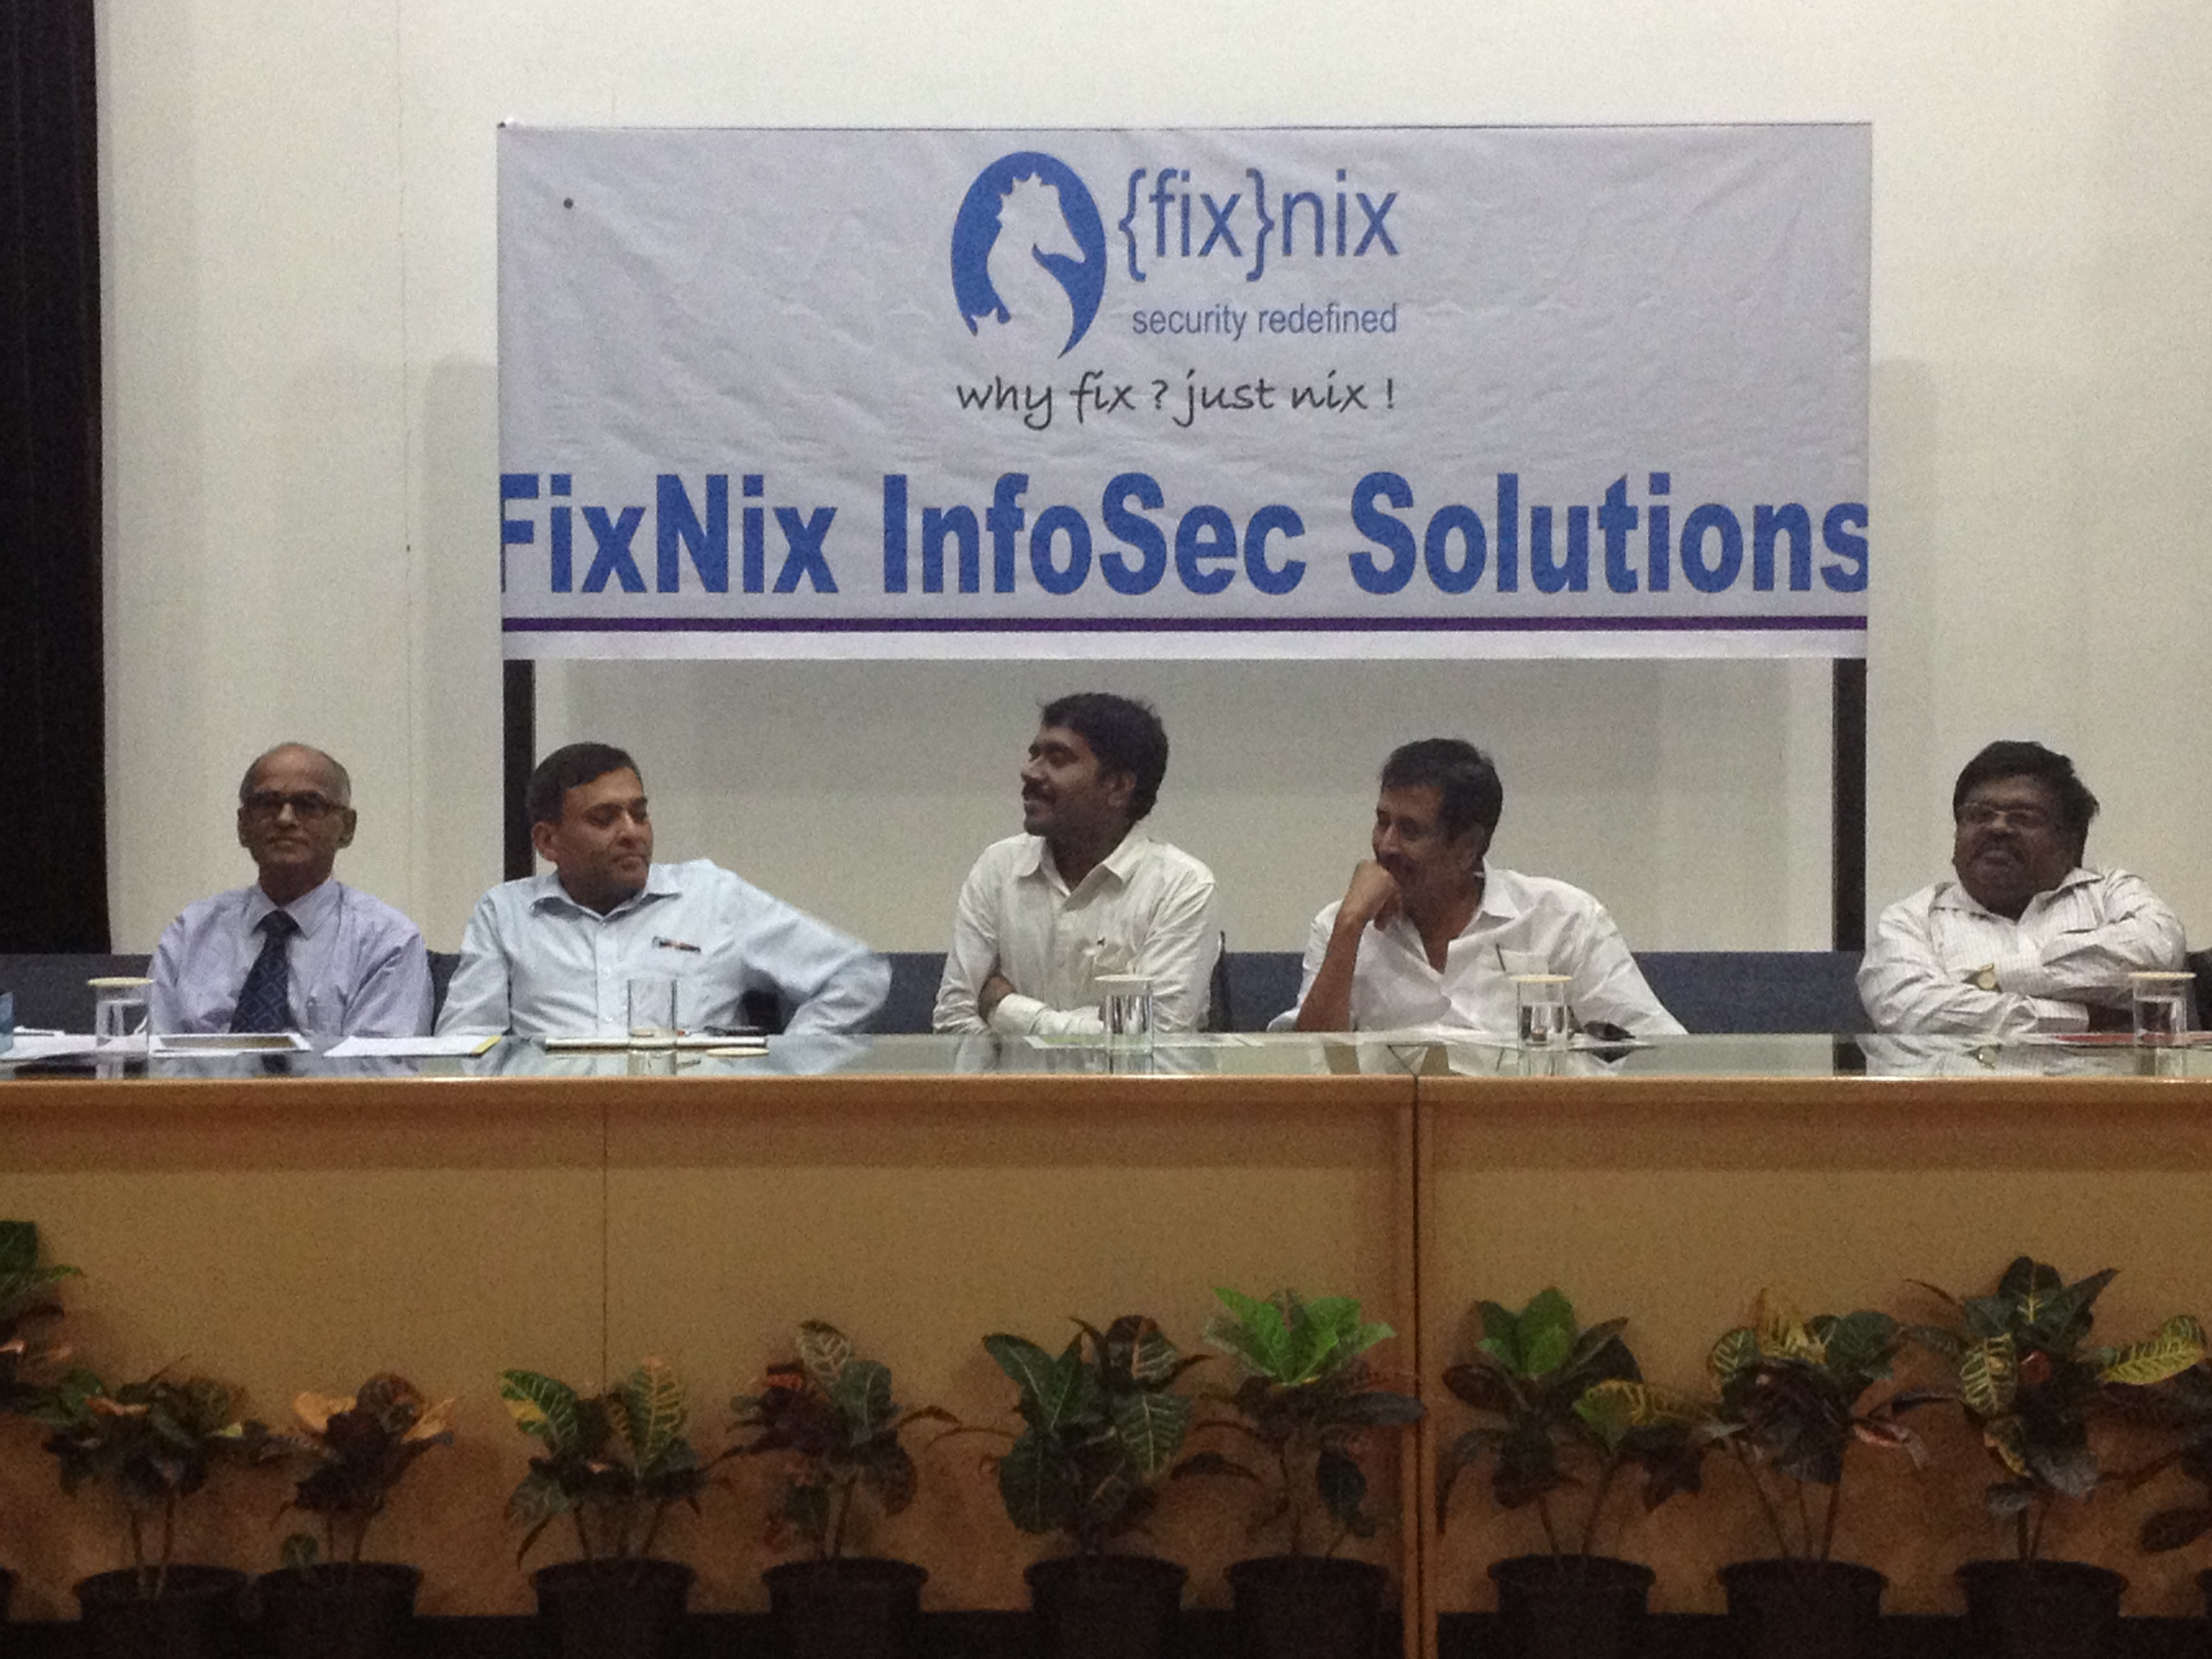 {fix}nix
security redefined
why fix ? just nix !
FixNix InfoSec Solutions